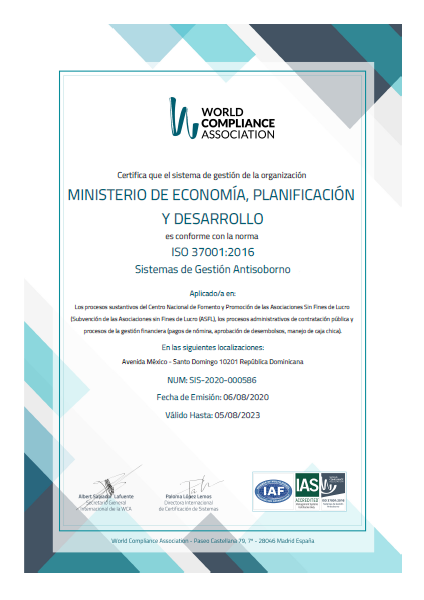 WORLD
COMPLIANCE
ASSOCIATION
Certifica que el sistema de gestión de la organización
MINISTERIO DE ECONOMÍA, PLANIFICACIÓN
Y DESARROLLO
es conforme con la norma
ISO 37001:2016
Sistemas de Gestión Antisoborno
Aplicado/a en:
Los procesos sustantivos del Centro Nacional de Fomento y Promoción de las Asociaciones Sin Fines de Lucro
(Subvención de las Asociaciones sin Fines de Lucro (ASFL), los procesos administrativos de contratación pública y
procesos de la gestión financiera (pagos de nómina, aprobación de desembolsos, manejo de caja chica).
En las siguientes localizaciones:
Avenida México - Santo Domingo 10201 República Dominicana
NUM: SIS-2020-000586
Fecha de Emisión: 06/08/2020
Válido Hasta: 05/08/2023
Albert Lafuente
Secretario General
Internacional de la WCA
Paloma López Lemos
Directora Internacional
de Certificación de Sistemas
IAF
IAS
ACCREDITED
WORLD
COMPLIANCE
ASSOCIATION
World Compliance Association - Paseo Castellana 79, 7ª - 28046 Madrid España